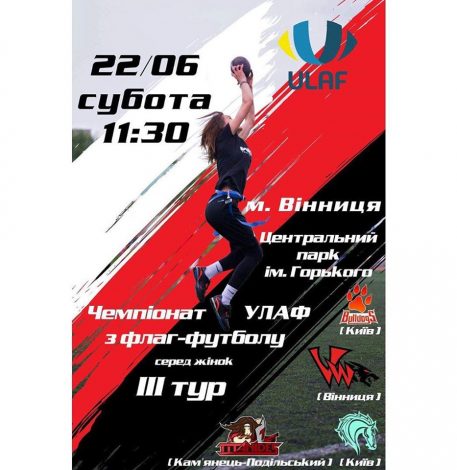 22/06
субота
11:30
ULAF
м. Вінниця
Центральний
парк
ім. Горького
Чемпіонат УЛАФ
з флаг-футболу
серед жінок
III тур
Bulldogs
( Київ )
( Вінниця )
( Кам'янець-Подільський )
( Київ )